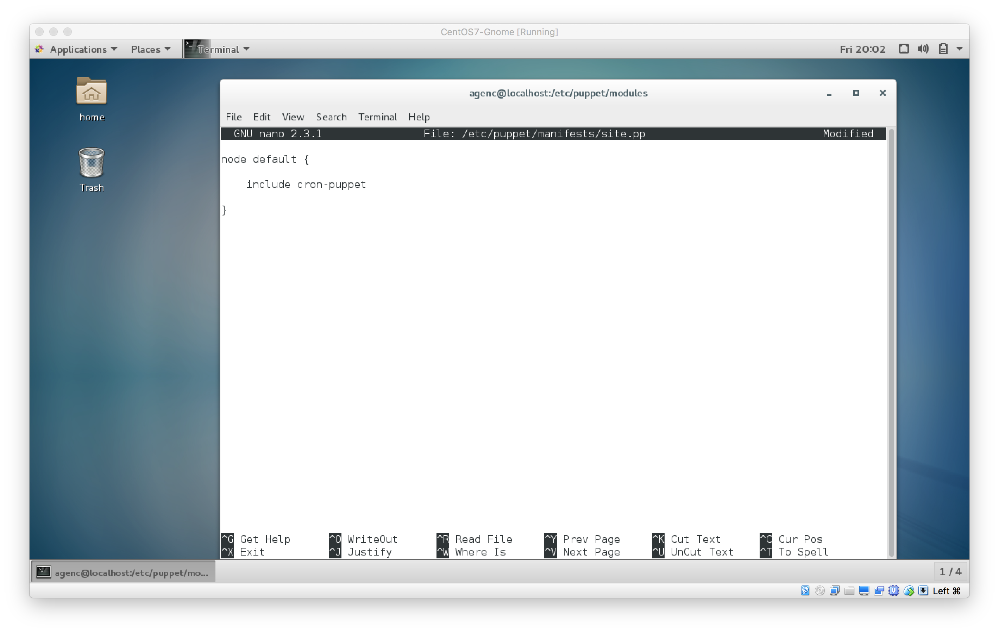 CentOS7-Gnome [Running]
Applications Places Terminal Fri 20:02
home
Trash
agenc@localhost:/etc/puppet/modules
File Edit View Search Terminal Help
GNU nano 2.3.1 File: /etc/puppet/manifests/site.pp Modified
node default {
include cron-puppet
}
^G Get Help ^O WriteOut ^R Read File ^Y Prev Page ^K Cut Text ^C Cur Pos
^X Exit ^J Justify ^W Where Is ^V Next Page ^U UnCut Text ^T To Spell
agenc@localhost:/etc/puppet/mo... 1 / 4
Left ⌘